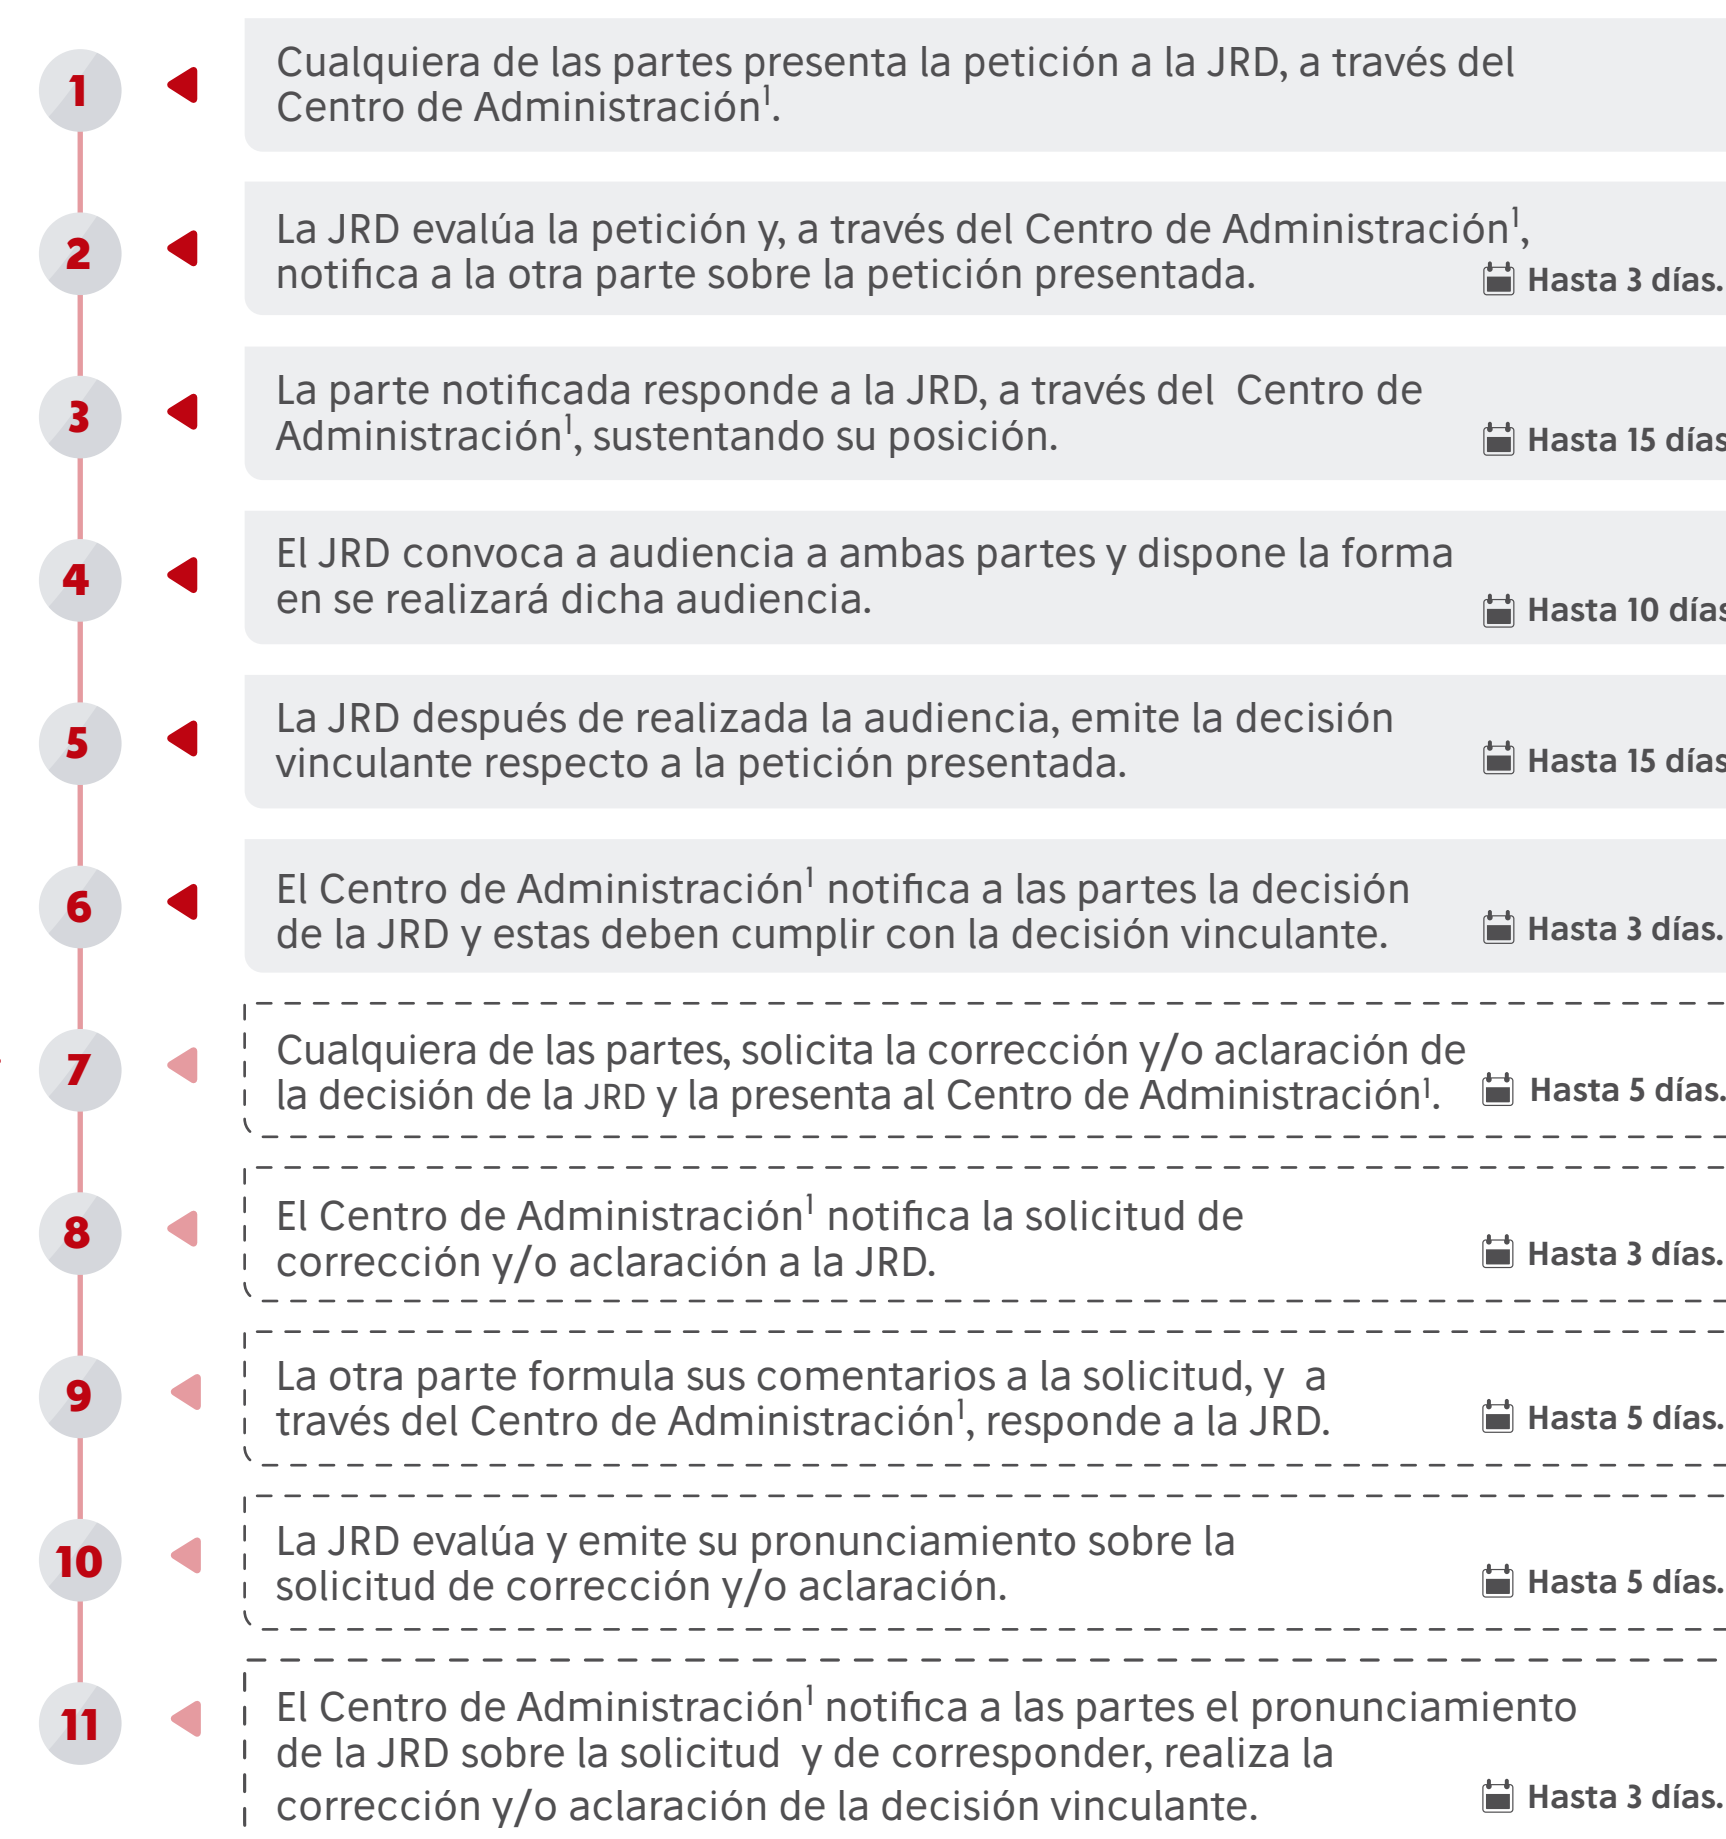 1
Cualquiera de las partes presenta la petición a la JRD, a través del
Centro de Administración¹.
2
La JRD evalúa la petición y, a través del Centro de Administración¹,
notifica a la otra parte sobre la petición presentada.
Hasta 3 días.
3
La parte notificada responde a la JRD, a través del Centro de
Administración¹, sustentando su posición.
Hasta 15 días
4
El JRD convoca a audiencia a ambas partes y dispone la forma
en se realizará dicha audiencia.
Hasta 10 días
5
La JRD después de realizada la audiencia, emite la decisión
vinculante respecto a la petición presentada.
Hasta 15 días
6
El Centro de Administración¹ notifica a las partes la decisión
de la JRD y estas deben cumplir con la decisión vinculante.
Hasta 3 días.
7
Cualquiera de las partes, solicita la corrección y/o aclaración de
la decisión de la JRD y la presenta al Centro de Administración¹.
Hasta 5 días.
8
El Centro de Administración¹ notifica la solicitud de
corrección y/o aclaración a la JRD.
Hasta 3 días.
9
La otra parte formula sus comentarios a la solicitud, y a
través del Centro de Administración¹, responde a la JRD.
Hasta 5 días.
10
La JRD evalúa y emite su pronunciamiento sobre la
solicitud de corrección y/o aclaración.
Hasta 5 días.
11
El Centro de Administración¹ notifica a las partes el pronunciamiento
de la JRD sobre la solicitud y de corresponder, realiza la
corrección y/o aclaración de la decisión vinculante.
Hasta 3 días.